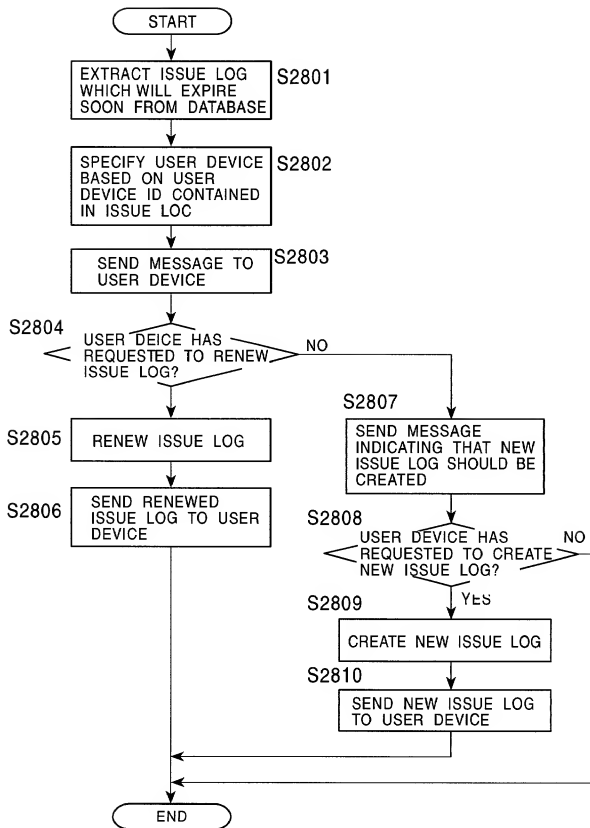 START
EXTRACT ISSUE LOG
WHICH WILL EXPIRE
SOON FROM DATABASE
S2801
SPECIFY USER DEVICE
BASED ON USER
DEVICE ID CONTAINED
IN ISSUE LOC
S2802
SEND MESSAGE TO
USER DEVICE
S2803
S2804
USER DEICE HAS
REQUESTED TO RENEW
ISSUE LOG?
NO
S2805
RENEW ISSUE LOG
S2806
SEND RENEWED
ISSUE LOG TO USER
DEVICE
S2807
SEND MESSAGE
INDICATING THAT NEW
ISSUE LOG SHOULD BE
CREATED
S2808
USER DEVICE HAS
REQUESTED TO CREATE
NEW ISSUE LOG?
NO
YES
S2809
CREATE NEW ISSUE LOG
S2810
SEND NEW ISSUE LOG
TO USER DEVICE
END